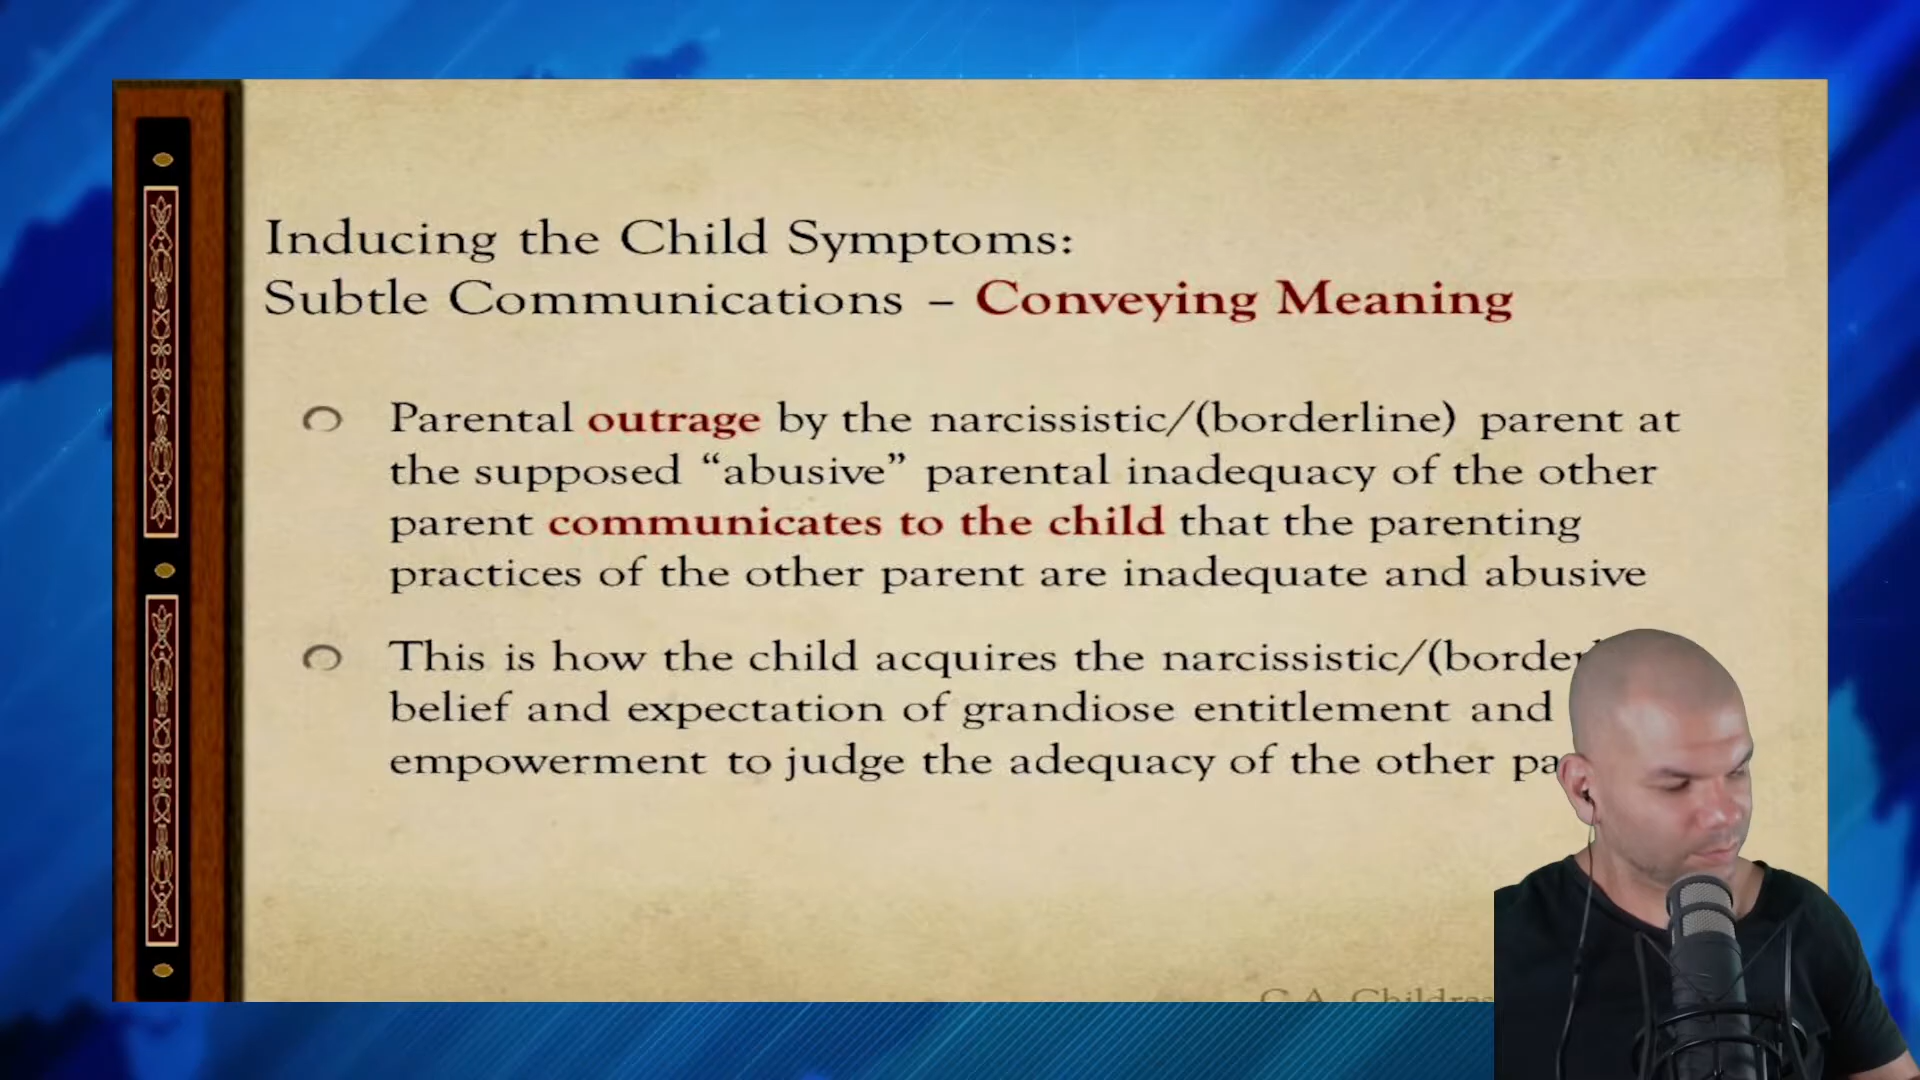 Inducing the Child Symptoms:
Subtle Communications – Conveying Meaning
Parental outrage by the narcissistic/(borderline) parent at
the supposed “abusive” parental inadequacy of the other
parent communicates to the child that the parenting
practices of the other parent are inadequate and abusive
This is how the child acquires the narcissistic/
belief and expectation of grandiose entitlement and
empowerment to judge the adequacy of the other
C.A.